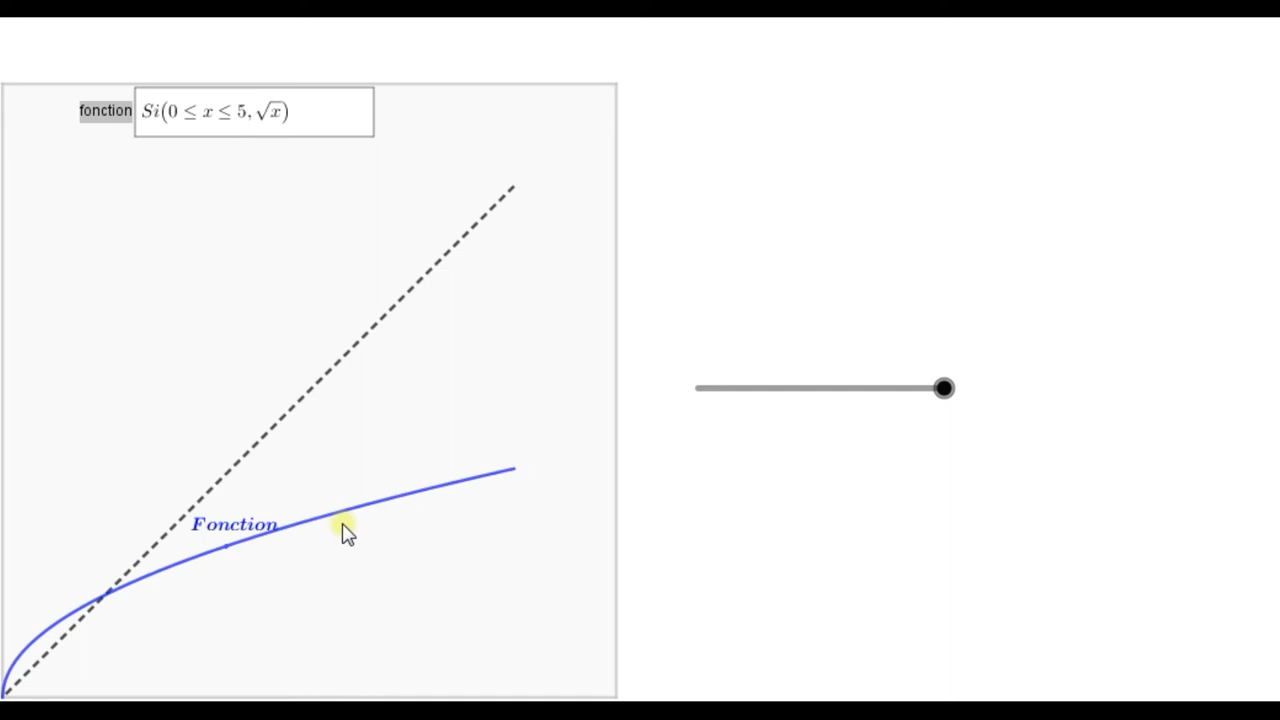 fonction Si(0 ≤ x ≤ 5, √x)
Fonction